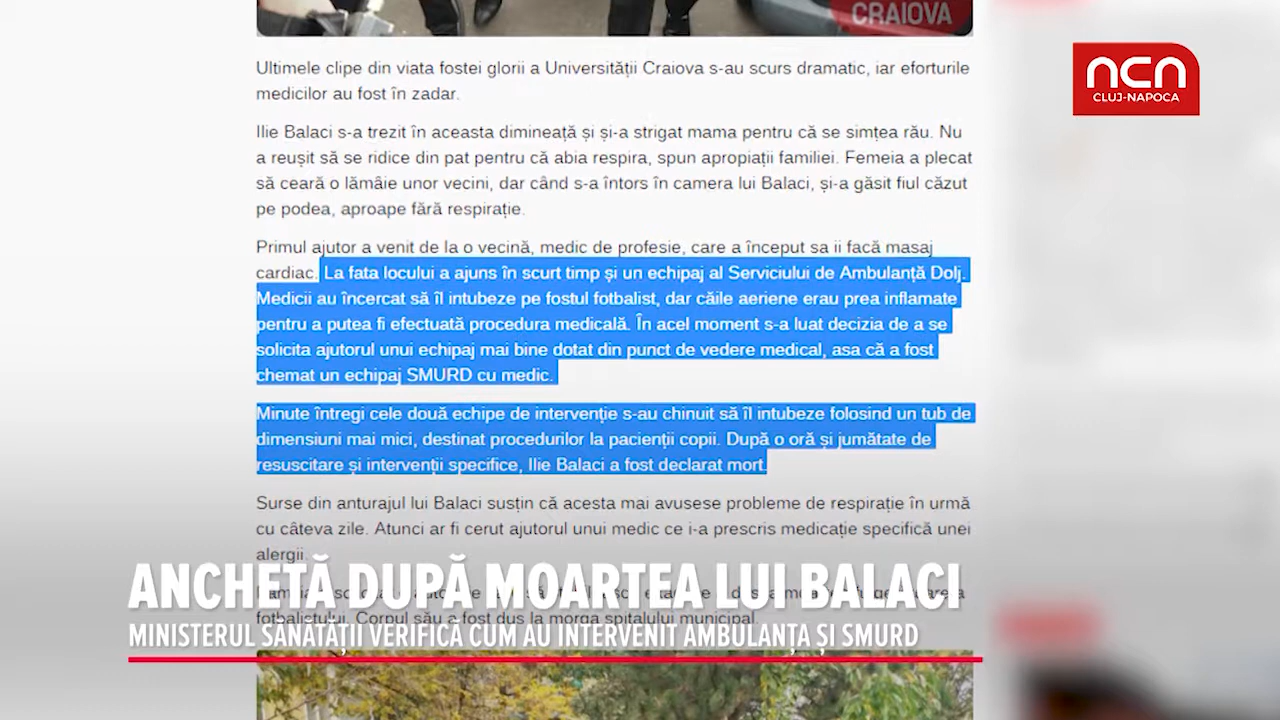 CRAIOVA
Ultimele clipe din viata fostei glorii a Universității Craiova s-au scurs dramatic, iar eforturile
medicilor au fost în zadar.
ncn
CLUJ-NAPOCA
Ilie Balaci s-a trezit în aceasta dimineață și și-a strigat mama pentru că se simțea rău. Nu
a reușit să se ridice din pat pentru că abia respira, spun apropiații familiei. Femeia a plecat
să ceară o lămâie unor vecini, dar când s-a întors în camera lui Balaci, și-a găsit fiul căzut
pe podea, aproape fără respirație.
Primul ajutor a venit de la o vecină, medic de profesie, care a început sa ii facă masaj
cardiac. La fata locului a ajuns în scurt timp și un echipaj al Serviciului de Ambulanță Dolj.
Medicii au încercat să îl intubeze pe fostul fotbalist, dar căile aeriene erau prea inflamate
pentru a putea fi efectuată procedura medicală. În acel moment s-a luat decizia de a se
solicita ajutorul unui echipaj mai bine dotat din punct de vedere medical, asa că a fost
chemat un echipaj SMURD cu medic.
Minute întregi cele două echipe de intervenție s-au chinuit să îl intubeze folosind un tub de
dimensiuni mai mici, destinat procedurilor la pacienții copii. După o oră și jumătate de
resuscitare și intervenții specifice, Ilie Balaci a fost declarat mort.
Surse din anturajul lui Balaci susțin că acesta mai avusese probleme de respirație în urmă
cu câteva zile. Atunci ar fi cerut ajutorul unui medic ce i-a prescris medicație specifică unei
alergii.
ANCHETĂ DUPĂ MOARTEA LUI BALACI
fotbalistului. Corpul său a fost dus la morga spitalului municipal.
MINISTERUL SĂNĂTĂȚII VERIFICĂ CUM AU INTERVENIT AMBULANȚA ȘI SMURD